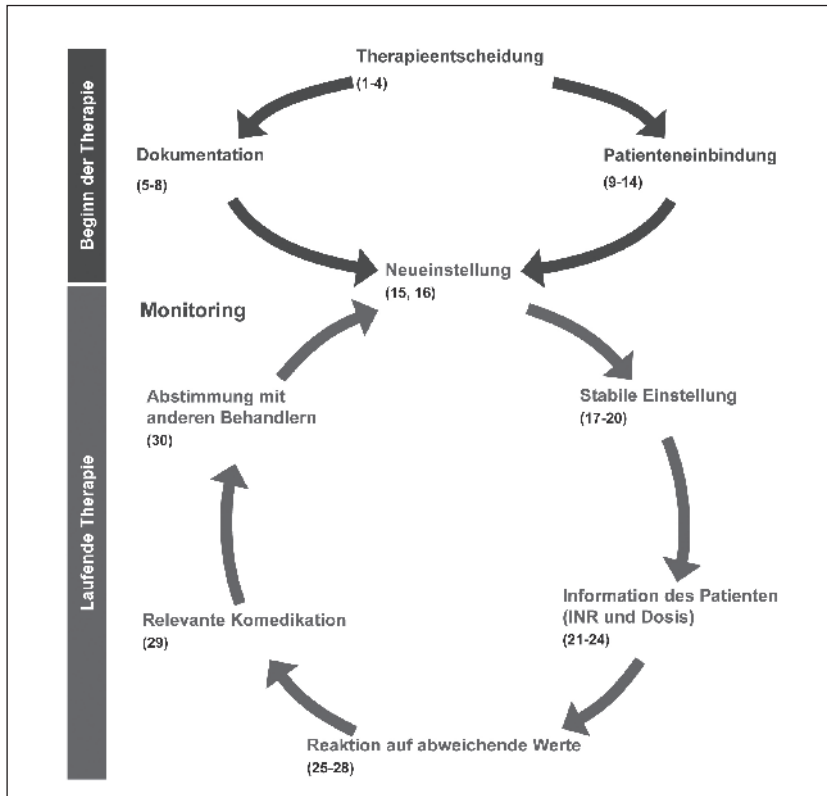 Beginn der Therapie
Therapieentscheidung
(1-4)
Dokumentation
(5-8)
Patienteneinbindung
(9-14)
Neueinstellung
(15, 16)
Laufende Therapie
Monitoring
Stabile Einstellung
(17-20)
Information des Patienten
(INR und Dosis)
(21-24)
Reaktion auf abweichende Werte
(25-28)
Relevante Komedikation
(29)
Abstimmung mit
anderen Behandlern
(30)